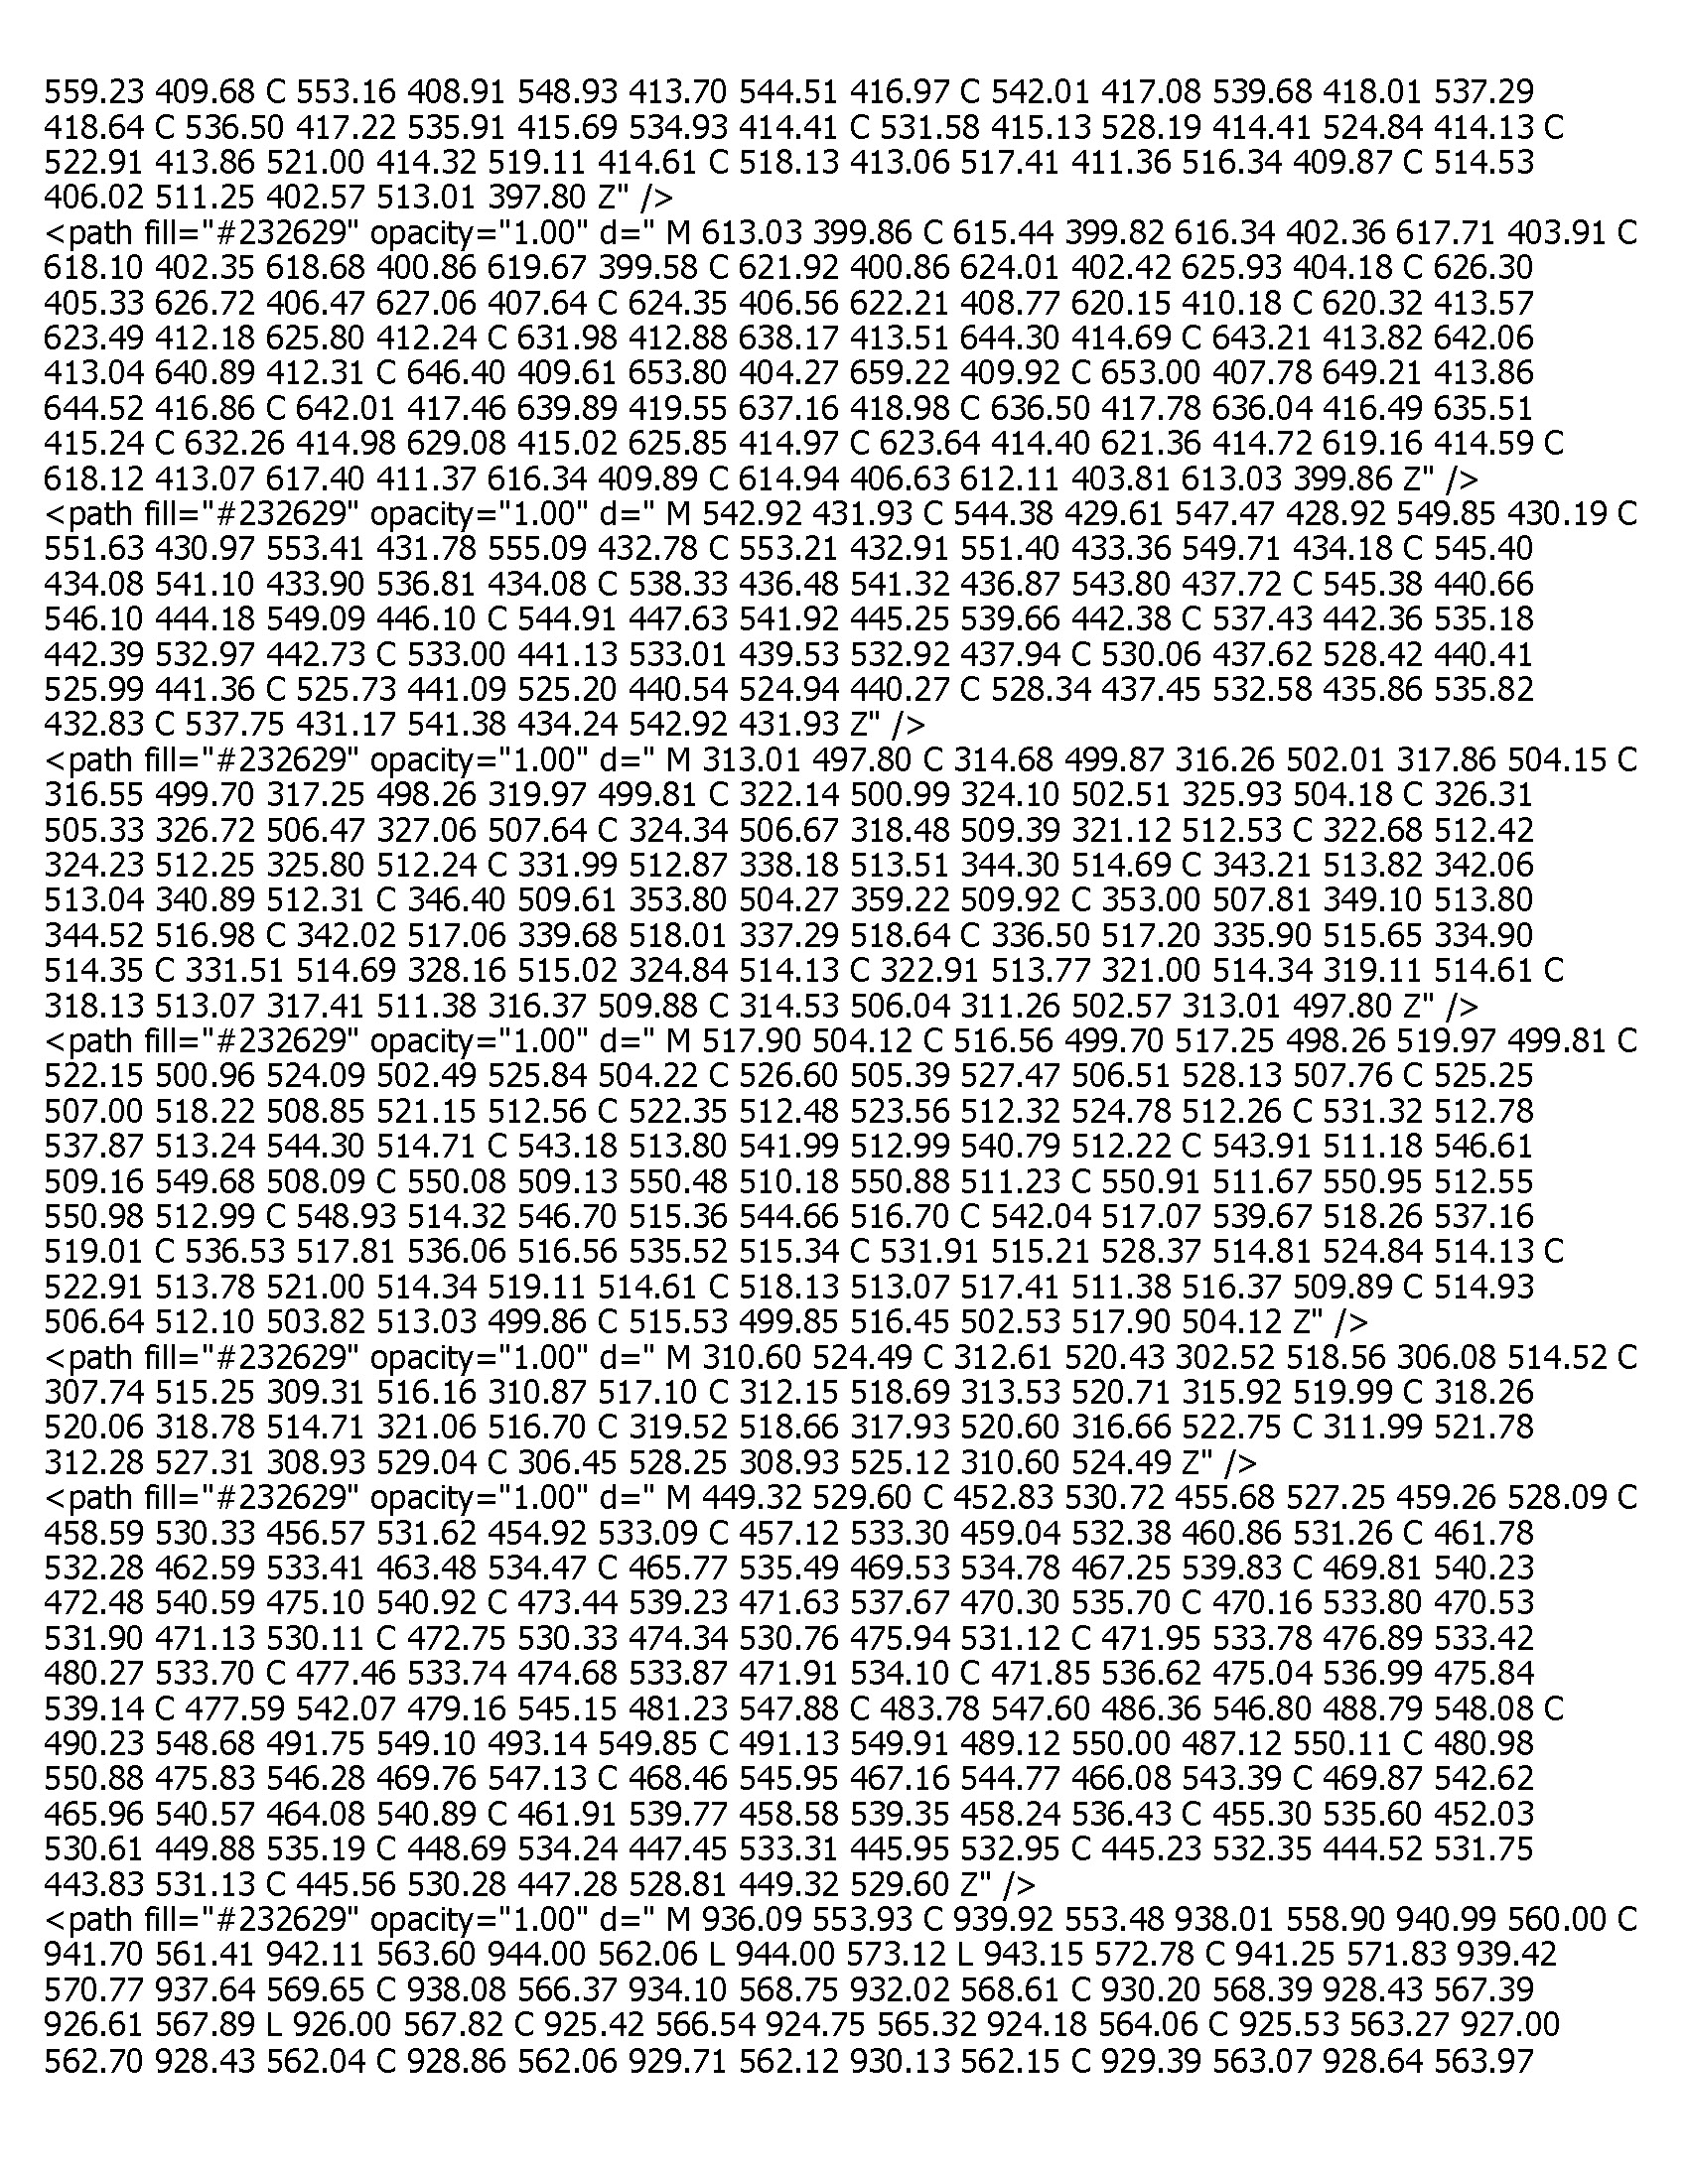 559.23 409.68 C 553.16 408.91 548.93 413.70 544.51 416.97 C 542.01 417.08 539.68 418.01 537.29
418.64 C 536.50 417.22 535.91 415.69 534.93 414.41 C 531.58 415.13 528.19 414.41 524.84 414.13 C
522.91 413.86 521.00 414.32 519.11 414.61 C 518.13 413.06 517.41 411.36 516.34 409.87 C 514.53
406.02 511.25 402.57 513.01 397.80 Z" />
<path fill="#232629" opacity="1.00" d=" M 613.03 399.86 C 615.44 399.82 616.34 402.36 617.71 403.91 C
618.10 402.35 618.68 400.86 619.67 399.58 C 621.92 400.86 624.01 402.42 625.93 404.18 C 626.30
405.33 626.72 406.47 627.06 407.64 C 624.35 406.56 622.21 408.77 620.15 410.18 C 620.32 413.57
623.49 412.18 625.80 412.24 C 631.98 412.88 638.17 413.51 644.30 414.69 C 643.21 413.82 642.06
413.04 640.89 412.31 C 646.40 409.61 653.80 404.27 659.22 409.92 C 653.00 407.78 649.21 413.86
644.52 416.86 C 642.01 417.46 639.89 419.55 637.16 418.98 C 636.50 417.78 636.04 416.49 635.51
415.24 C 632.26 414.98 629.08 415.02 625.85 414.97 C 623.64 414.40 621.36 414.72 619.16 414.59 C
618.12 413.07 617.40 411.37 616.34 409.89 C 614.94 406.63 612.11 403.81 613.03 399.86 Z" />
<path fill="#232629" opacity="1.00" d=" M 542.92 431.93 C 544.38 429.61 547.47 428.92 549.85 430.19 C
551.63 430.97 553.41 431.78 555.09 432.78 C 553.21 432.91 551.40 433.36 549.71 434.18 C 545.40
434.08 541.10 433.90 536.81 434.08 C 538.33 436.48 541.32 436.87 543.80 437.72 C 545.38 440.66
546.10 444.18 549.09 446.10 C 544.91 447.63 541.92 445.25 539.66 442.38 C 537.43 442.36 535.18
442.39 532.97 442.73 C 533.00 441.13 533.01 439.53 532.92 437.94 C 530.06 437.62 528.42 440.41
525.99 441.36 C 525.73 441.09 525.20 440.54 524.94 440.27 C 528.34 437.45 532.58 435.86 535.82
432.83 C 537.75 431.17 541.38 434.24 542.92 431.93 Z" />
<path fill="#232629" opacity="1.00" d=" M 313.01 497.80 C 314.68 499.87 316.26 502.01 317.86 504.15 C
316.55 499.70 317.25 498.26 319.97 499.81 C 322.14 500.99 324.10 502.51 325.93 504.18 C 326.31
505.33 326.72 506.47 327.06 507.64 C 324.34 506.67 318.48 509.39 321.12 512.53 C 322.68 512.42
324.23 512.25 325.80 512.24 C 331.99 512.87 338.18 513.51 344.30 514.69 C 343.21 513.82 342.06
513.04 340.89 512.31 C 346.40 509.61 353.80 504.27 359.22 509.92 C 353.00 507.81 349.10 513.80
344.52 516.98 C 342.02 517.06 339.68 518.01 337.29 518.64 C 336.50 517.20 335.90 515.65 334.90
514.35 C 331.51 514.69 328.16 515.02 324.84 514.13 C 322.91 513.77 321.00 514.34 319.11 514.61 C
318.13 513.07 317.41 511.38 316.37 509.88 C 314.53 506.04 311.26 502.57 313.01 497.80 Z" />
<path fill="#232629" opacity="1.00" d=" M 517.90 504.12 C 516.56 499.70 517.25 498.26 519.97 499.81 C
522.15 500.96 524.09 502.49 525.84 504.22 C 526.60 505.39 527.47 506.51 528.13 507.76 C 525.25
507.00 518.22 508.85 521.15 512.56 C 522.35 512.48 523.56 512.32 524.78 512.26 C 531.32 512.78
537.87 513.24 544.30 514.71 C 543.18 513.80 541.99 512.99 540.79 512.22 C 543.91 511.18 546.61
509.16 549.68 508.09 C 550.08 509.13 550.48 510.18 550.88 511.23 C 550.91 511.67 550.95 512.55
550.98 512.99 C 548.93 514.32 546.70 515.36 544.66 516.70 C 542.04 517.07 539.67 518.26 537.16
519.01 C 536.53 517.81 536.06 516.56 535.52 515.34 C 531.91 515.21 528.37 514.81 524.84 514.13 C
522.91 513.78 521.00 514.34 519.11 514.61 C 518.13 513.07 517.41 511.38 516.37 509.89 C 514.93
506.64 512.10 503.82 513.03 499.86 C 515.53 499.85 516.45 502.53 517.90 504.12 Z" />
<path fill="#232629" opacity="1.00" d=" M 310.60 524.49 C 312.61 520.43 302.52 518.56 306.08 514.52 C
307.74 515.25 309.31 516.16 310.87 517.10 C 312.15 518.69 313.53 520.71 315.92 519.99 C 318.26
520.06 318.78 514.71 321.06 516.70 C 319.52 518.66 317.93 520.60 316.66 522.75 C 311.99 521.78
312.28 527.31 308.93 529.04 C 306.45 528.25 308.93 525.12 310.60 524.49 Z" />
<path fill="#232629" opacity="1.00" d=" M 449.32 529.60 C 452.83 530.72 455.68 527.25 459.26 528.09 C
458.59 530.33 456.57 531.62 454.92 533.09 C 457.12 533.30 459.04 532.38 460.86 531.26 C 461.78
532.28 462.59 533.41 463.48 534.47 C 465.77 535.49 469.53 534.78 467.25 539.83 C 469.81 540.23
472.48 540.59 475.10 540.92 C 473.44 539.23 471.63 537.67 470.30 535.70 C 470.16 533.80 470.53
531.90 471.13 530.11 C 472.75 530.33 474.34 530.76 475.94 531.12 C 471.95 533.78 476.89 533.42
480.27 533.70 C 477.46 533.74 474.68 533.87 471.91 534.10 C 471.85 536.62 475.04 536.99 475.84
539.14 C 477.59 542.07 479.16 545.15 481.23 547.88 C 483.78 547.60 486.36 546.80 488.79 548.08 C
490.23 548.68 491.75 549.10 493.14 549.85 C 491.13 549.91 489.12 550.00 487.12 550.11 C 480.98
550.88 475.83 546.28 469.76 547.13 C 468.46 545.95 467.16 544.77 466.08 543.39 C 469.87 542.62
465.96 540.57 464.08 540.89 C 461.91 539.77 458.58 539.35 458.24 536.43 C 455.30 535.60 452.03
530.61 449.88 535.19 C 448.69 534.24 447.45 533.31 445.95 532.95 C 445.23 532.35 444.52 531.75
443.83 531.13 C 445.56 530.28 447.28 528.81 449.32 529.60 Z" />
<path fill="#232629" opacity="1.00" d=" M 936.09 553.93 C 939.92 553.48 938.01 558.90 940.99 560.00 C
941.70 561.41 942.11 563.60 944.00 562.06 L 944.00 573.12 L 943.15 572.78 C 941.25 571.83 939.42
570.77 937.64 569.65 C 938.08 566.37 934.10 568.75 932.02 568.61 C 930.20 568.39 928.43 567.39
926.61 567.89 L 926.00 567.82 C 925.42 566.54 924.75 565.32 924.18 564.06 C 925.53 563.27 927.00
562.70 928.43 562.04 C 928.86 562.06 929.71 562.12 930.13 562.15 C 929.39 563.07 928.64 563.97